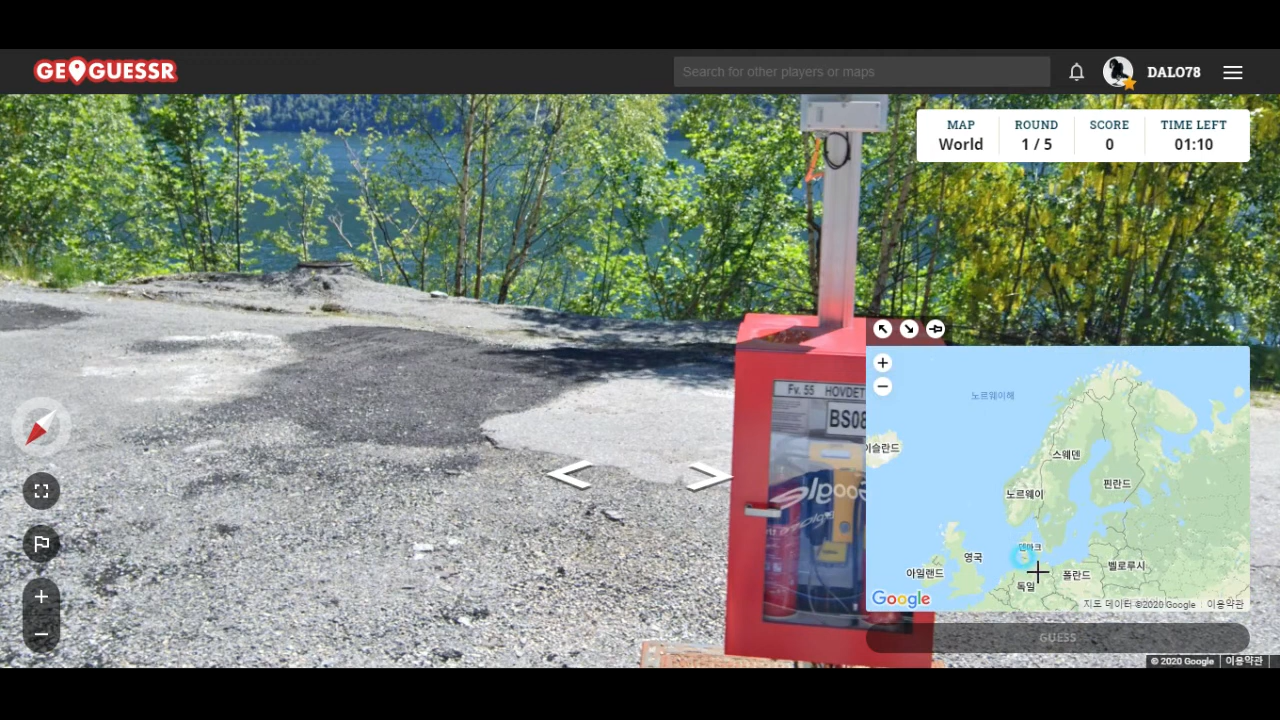 GEOGUESSR
Search for other players or maps
DALO78
MAP
World
ROUND
1 / 5
SCORE
0
TIME LEFT
01:10
Fv. 55 HOVDET
BS08
Google
노르웨이해
이슬란드
스웨덴
핀란드
노르웨이
덴마크
영국
아일랜드
벨로루시
폴란드
독일
Google
지도 데이터 ©2020 Google
이용약관
GUESS
© 2020 Google
이용약관